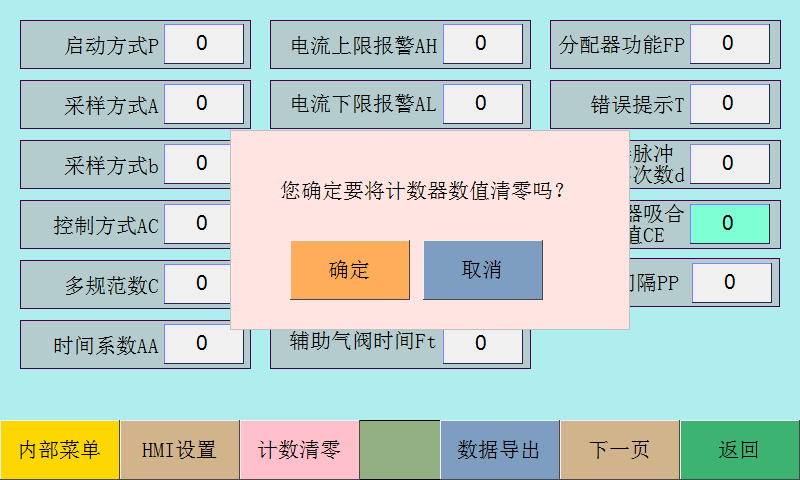 启动方式P 0 电流上限报警AH 0 分配器功能FP 0
采样方式A 0 电流下限报警AL 0 错误提示T 0
采样方式b 0 脉冲
次数d 0
控制方式AC 0 器吸合
值CE 0
多规范数C 0 隔PP 0
时间系数AA 0 辅助气阀时间Ft 0
您确定要将计数器数值清零吗?
确定 取消
内部菜单 HMI设置 计数清零 数据导出 下一页 返回